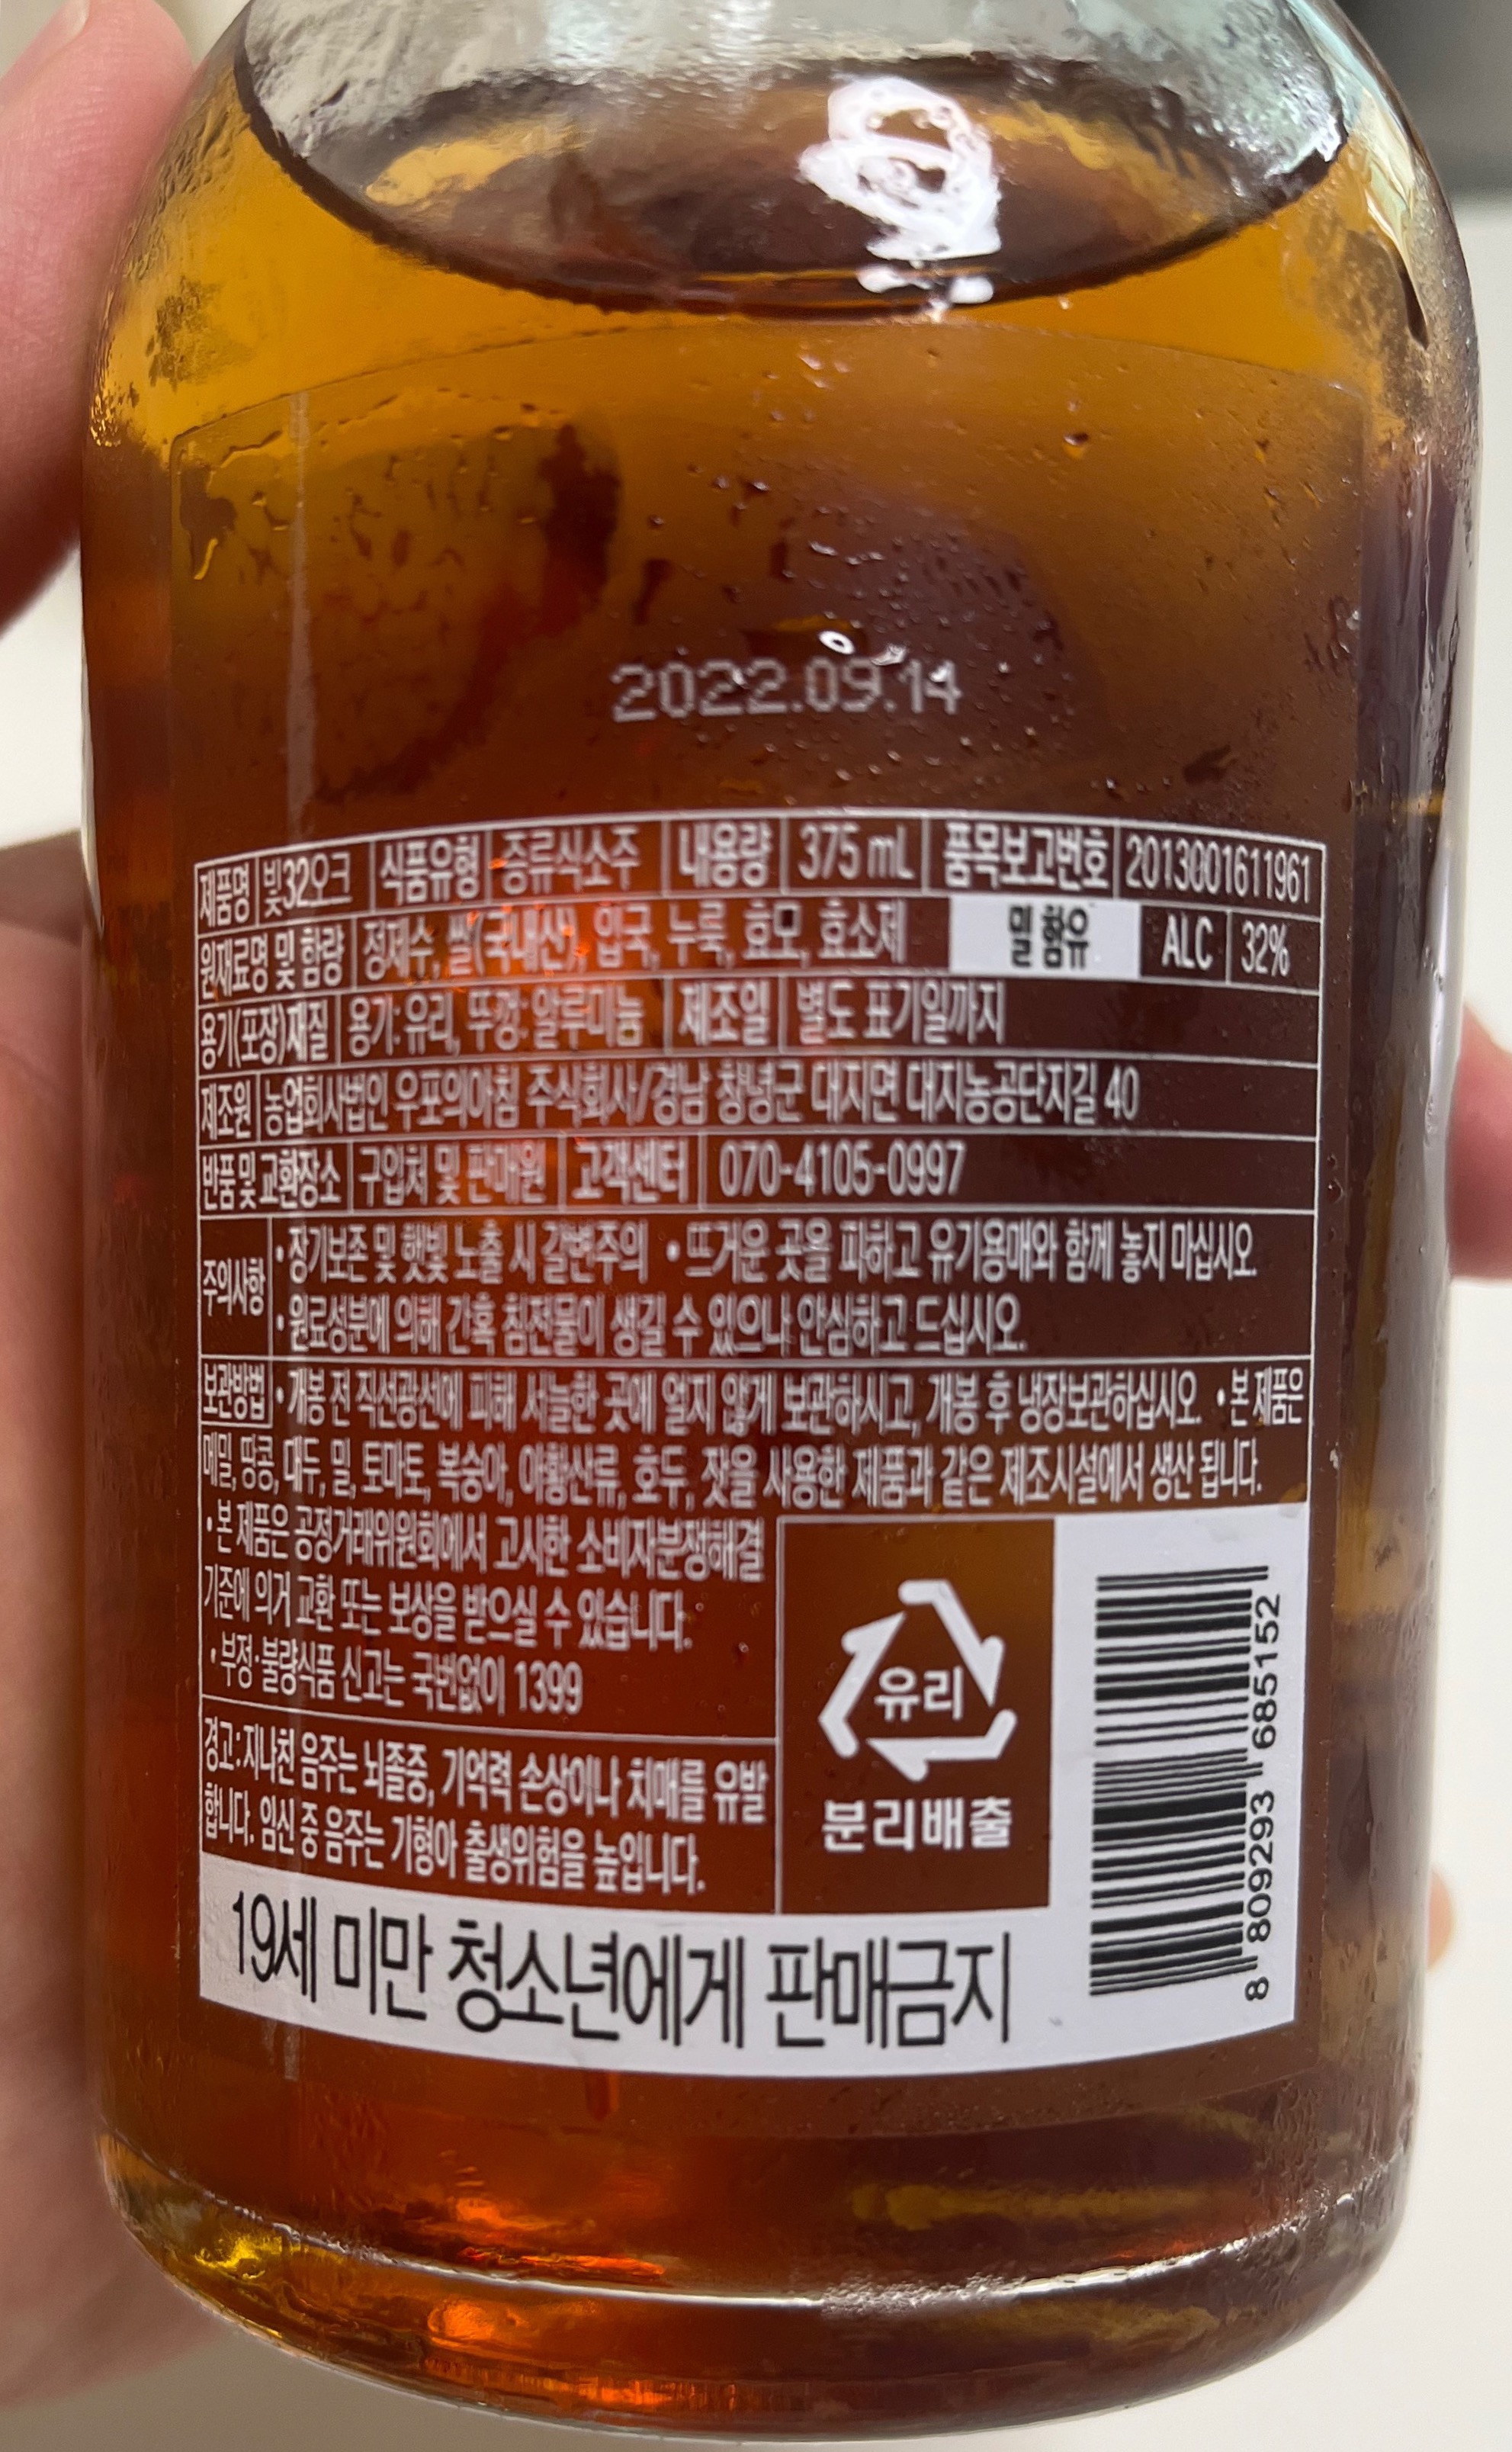 2022.09.14
제품명 빛32오크 식품유형 증류식소주 내용량 375 mL 품목보고번호 2013001611961
원재료명 및 함량 정제수, 쌀(국내산), 입국, 누룩, 효모, 효소제 밀 함유 ALC 32%
용기(포장)재질 용기:유리, 뚜껑:알루미늄 제조일 별도 표기일까지
제조원 농업회사법인 우포의아침 주식회사/경남 창녕군 대지면 대지농공단지길 40
반품 및 교환장소 구입처 및 판매원 고객센터 070-4105-0997
주의사항 • 장기보존 및 햇빛 노출 시 갈변주의 • 뜨거운 곳을 피하고 유기용매와 함께 놓지 마십시오.
• 원료성분에 의해 간혹 침전물이 생길 수 있으나 안심하고 드십시오.
보관방법 • 개봉 전 직선광선에 피해 서늘한 곳에 얼지 않게 보관하시고, 개봉 후 냉장보관하십시오. • 본 제품은
메밀, 땅콩, 대두, 밀, 토마토, 복숭아, 아황산류, 호두, 잣을 사용한 제품과 같은 제조시설에서 생산 됩니다.
• 본 제품은 공정거래위원회에서 고시한 소비자분쟁해결
기준에 의거 교환 또는 보상을 받으실 수 있습니다.
• 부정·불량식품 신고는 국번없이 1399
경고: 지나친 음주는 뇌졸중, 기억력 손상이나 치매를 유발
합니다. 임신 중 음주는 기형아 출생위험을 높입니다.
유리
분리배출
8 809293 685152
19세 미만 청소년에게 판매금지